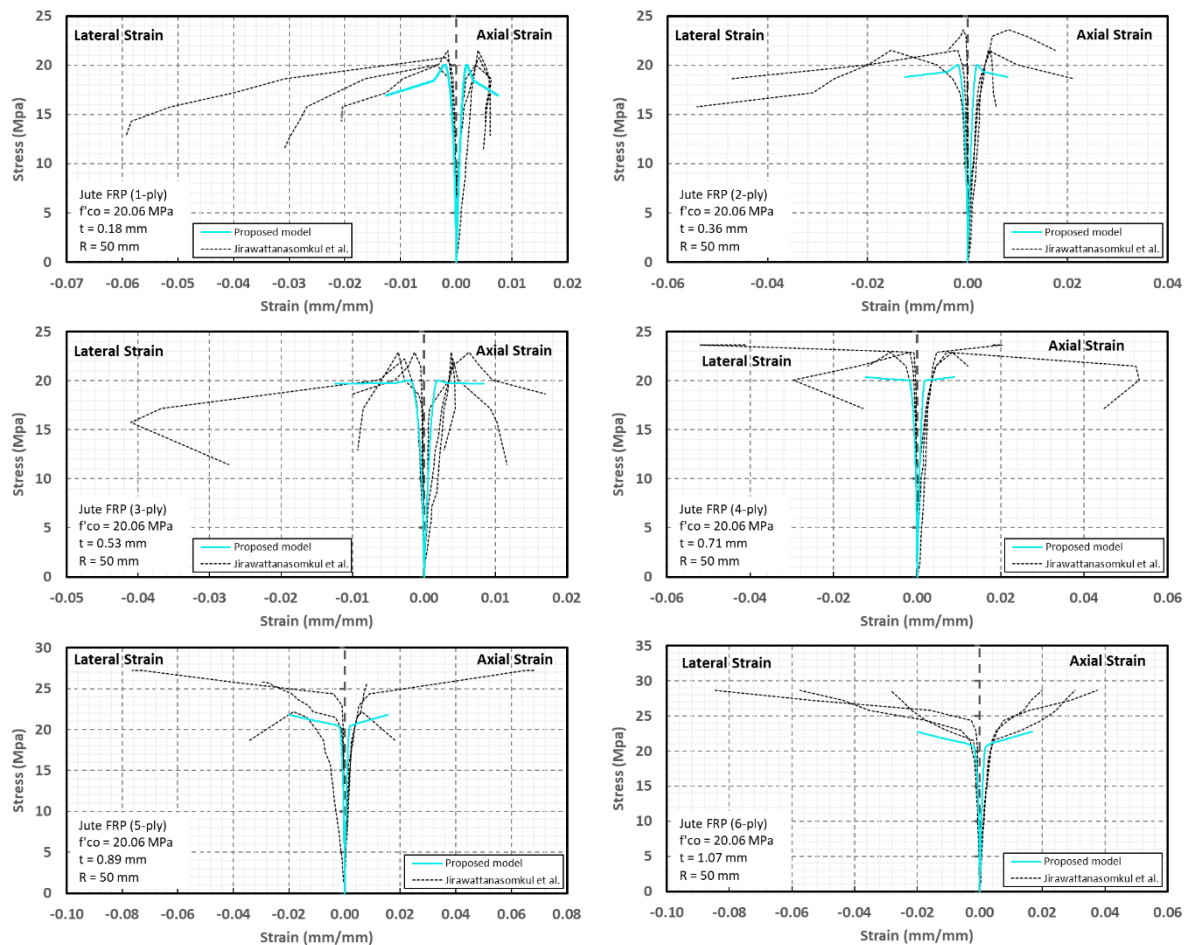 25
Lateral Strain
Axial Strain
20
15
Stress (Mpa)
10
Jute FRP (1-ply)
f'co = 20.06 MPa
5
t = 0.18 mm
R = 50 mm
Proposed model
Jirawattanasomkul et al.
0
-0.07 -0.06 -0.05 -0.04 -0.03 -0.02 -0.01 0.00 0.01 0.02
Strain (mm/mm)
25
Lateral Strain
Axial Strain
20
15
Stress (Mpa)
10
Jute FRP (2-ply)
f'co = 20.06 MPa
5
t = 0.36 mm
R = 50 mm
Proposed model
Jirawattanasomkul et al.
0
-0.06 -0.04 -0.02 0.00 0.02 0.04
Strain (mm/mm)
25
Lateral Strain
Axial Strain
20
15
Stress (Mpa)
10
Jute FRP (3-ply)
f'co = 20.06 MPa
5
t = 0.53 mm
R = 50 mm
Proposed model
Jirawattanasomkul et al.
0
-0.05 -0.04 -0.03 -0.02 -0.01 0.00 0.01 0.02
Strain (mm/mm)
25
Lateral Strain
Axial Strain
20
15
Stress (Mpa)
10
Jute FRP (4-ply)
f'co = 20.06 MPa
5
t = 0.71 mm
R = 50 mm
Proposed model
Jirawattanasomkul et al.
0
-0.06 -0.04 -0.02 0.00 0.02 0.04 0.06
Strain (mm/mm)
30
Lateral Strain
Axial Strain
25
20
15
Stress (Mpa)
10
Jute FRP (5-ply)
f'co = 20.06 MPa
5
t = 0.89 mm
R = 50 mm
Proposed model
Jirawattanasomkul et al.
0
-0.10 -0.08 -0.06 -0.04 -0.02 0.00 0.02 0.04 0.06 0.08
Strain (mm/mm)
35
Lateral Strain
Axial Strain
30
25
20
Stress (Mpa)
15
10
Jute FRP (6-ply)
f'co = 20.06 MPa
5
t = 1.07 mm
R = 50 mm
Proposed model
Jirawattanasomkul et al.
0
-0.10 -0.08 -0.06 -0.04 -0.02 0.00 0.02 0.04 0.06
Strain (mm/mm)